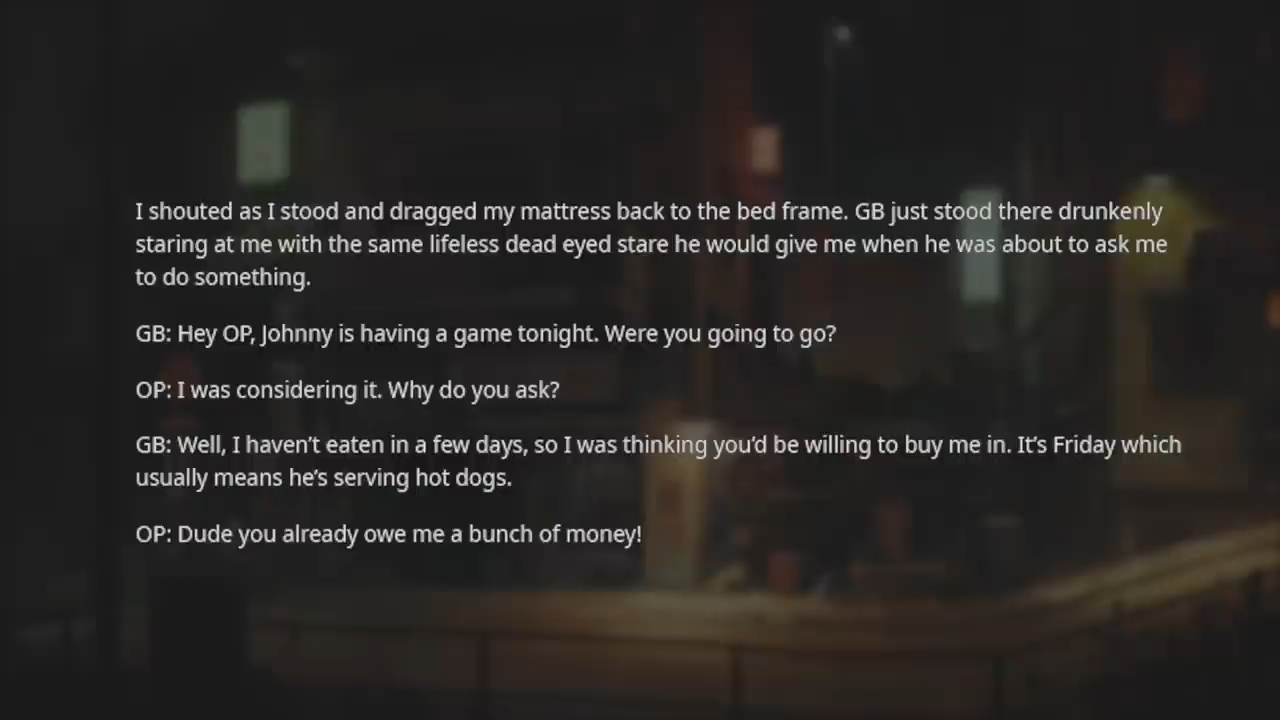 I shouted as I stood and dragged my mattress back to the bed frame. GB just stood there drunkenly
staring at me with the same lifeless dead eyed stare he would give me when he was about to ask me
to do something.
GB: Hey OP, Johnny is having a game tonight. Were you going to go?
OP: I was considering it. Why do you ask?
GB: Well, I haven’t eaten in a few days, so I was thinking you’d be willing to buy me in. It’s Friday which
usually means he’s serving hot dogs.
OP: Dude you already owe me a bunch of money!